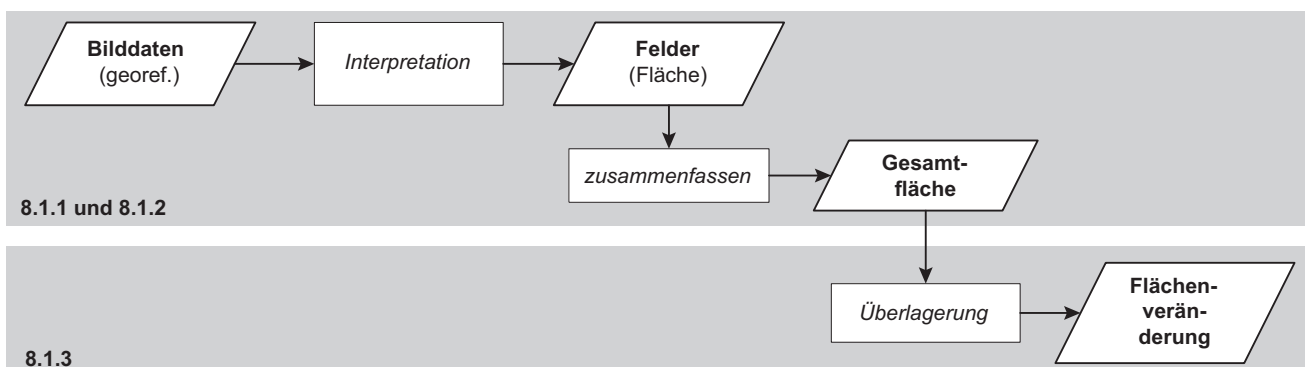 Bilddaten
(georef.)
Interpretation
Felder
(Fläche)
zusammenfassen
Gesamt-
fläche
8.1.1 und 8.1.2
Überlagerung
Flächen-
verän-
derung
8.1.3